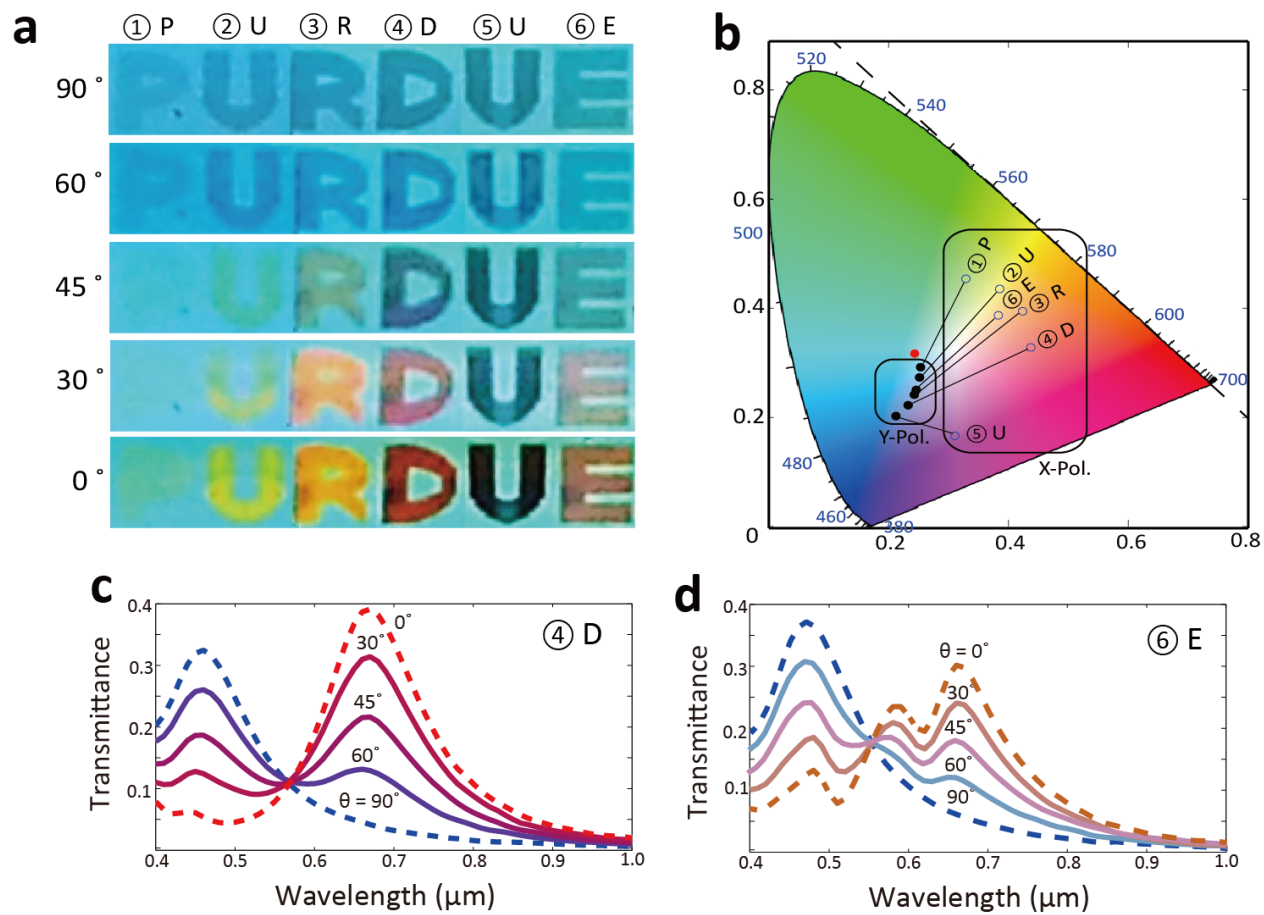 a
① P ② U ③ R ④ D ⑤ U ⑥ E
90° PURDUE
60° PURDUE
45° URDUE
30° URDUE
0° PURDUE
b
0.8
0.6
0.4
0.2
0
0.2 0.4 0.6 0.8
520
540
560
580
600
700
500
480
460
380
① P
② U
⑥ E
③ R
④ D
⑤ U
Y-Pol.
X-Pol.
c
④ D
Transmittance
0.4
0.3
0.2
0.1
0°
30°
45°
60°
θ = 90°
0.4 0.5 0.6 0.7 0.8 0.9 1.0
Wavelength (μm)
d
⑥ E
Transmittance
0.4
0.3
0.2
0.1
θ = 0°
30°
45°
60°
90°
0.4 0.5 0.6 0.7 0.8 0.9 1.0
Wavelength (μm)